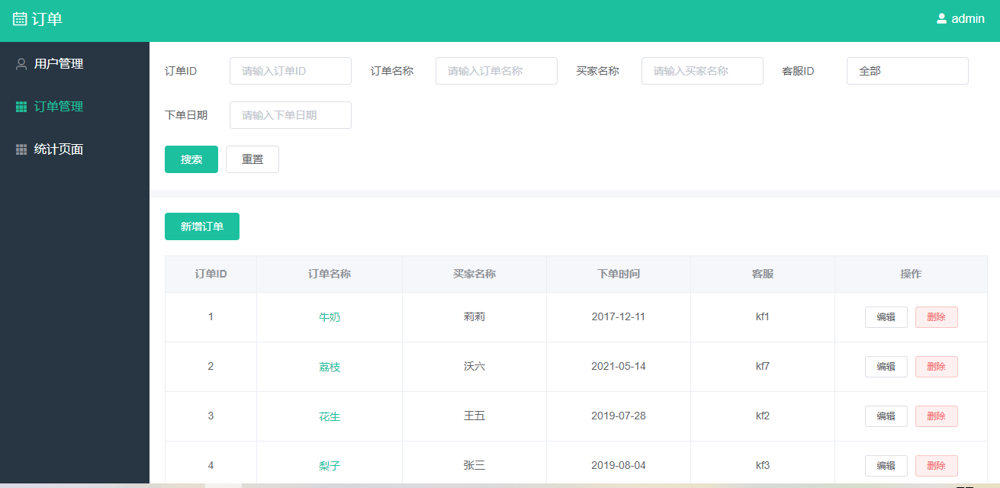 订单
admin
用户管理
订单管理
统计页面
订单ID 请输入订单ID 订单名称 请输入订单名称 买家名称 请输入买家名称 客服ID 全部
下单日期 请输入下单日期
搜索 重置
新增订单
订单ID 订单名称 买家名称 下单时间 客服 操作
1 牛奶 莉莉 2017-12-11 kf1 编辑 删除
2 荔枝 沃六 2021-05-14 kf7 编辑 删除
3 花生 王五 2019-07-28 kf2 编辑 删除
4 梨子 张三 2019-08-04 kf3 编辑 删除